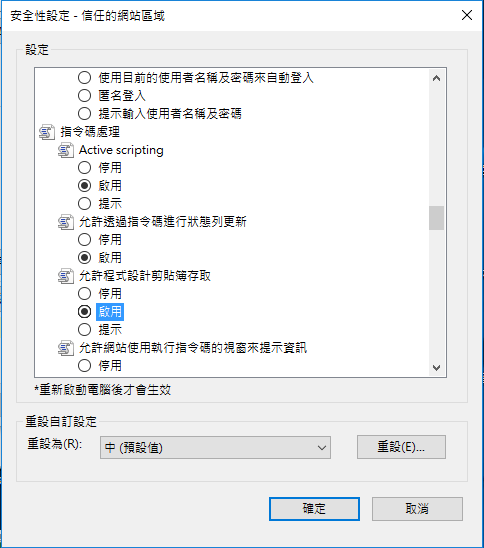 安全性設定 - 信任的網站區域
設定
使用目前的使用者名稱及密碼來自動登入
匿名登入
提示輸入使用者名稱及密碼
指令碼處理
Active scripting
停用
啟用
提示
允許透過指令碼進行狀態列更新
停用
啟用
允許程式設計剪貼簿存取
停用
啟用
提示
允許網站使用執行指令碼的視窗來提示資訊
停用
*重新啟動電腦後才會生效
重設自訂設定
重設為(R): 中 (預設值) 重設(E)...
確定 取消